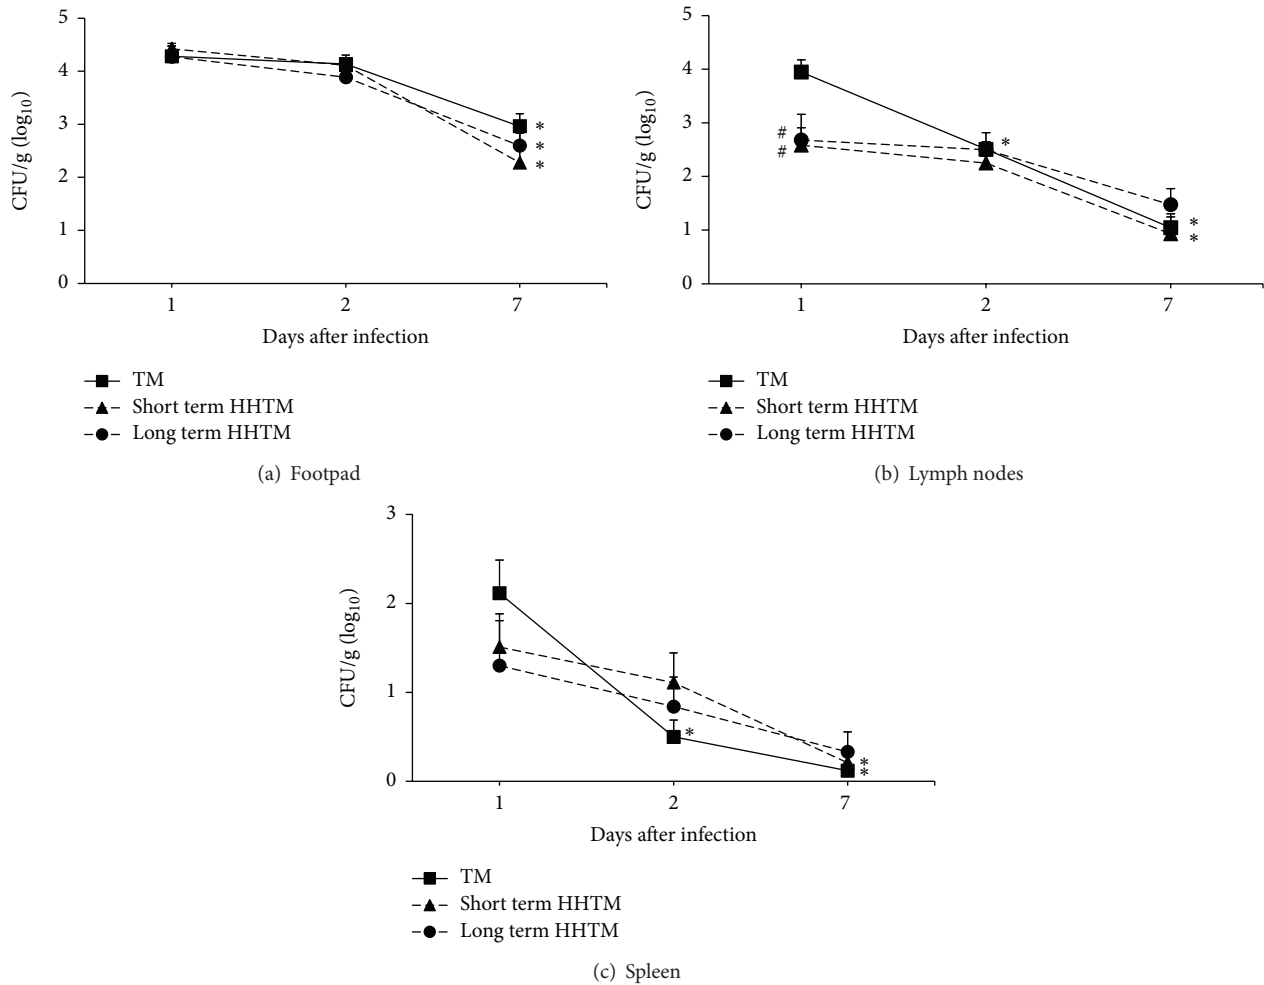 5
4
3
2
1
0
CFU/g (log10)
*
*
*
1 2 7
Days after infection
TM
Short term HHTM
Long term HHTM
(a) Footpad
5
4
3
2
1
0
CFU/g (log10)
#
#
*
*
*
1 2 7
Days after infection
TM
Short term HHTM
Long term HHTM
(b) Lymph nodes
3
2
1
0
CFU/g (log10)
*
*
*
1 2 7
Days after infection
TM
Short term HHTM
Long term HHTM
(c) Spleen